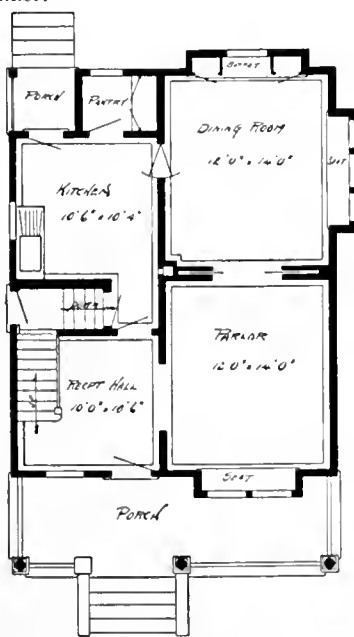 BUFFET
PORCH
PANTRY
DINING ROOM
12'0" x 14'0"
SEAT
KITCHEN
10'6" x 10'4"
PARLOR
12'0" x 14'0"
RECPT HALL
10'0" x 10'6"
SEAT
PORCH